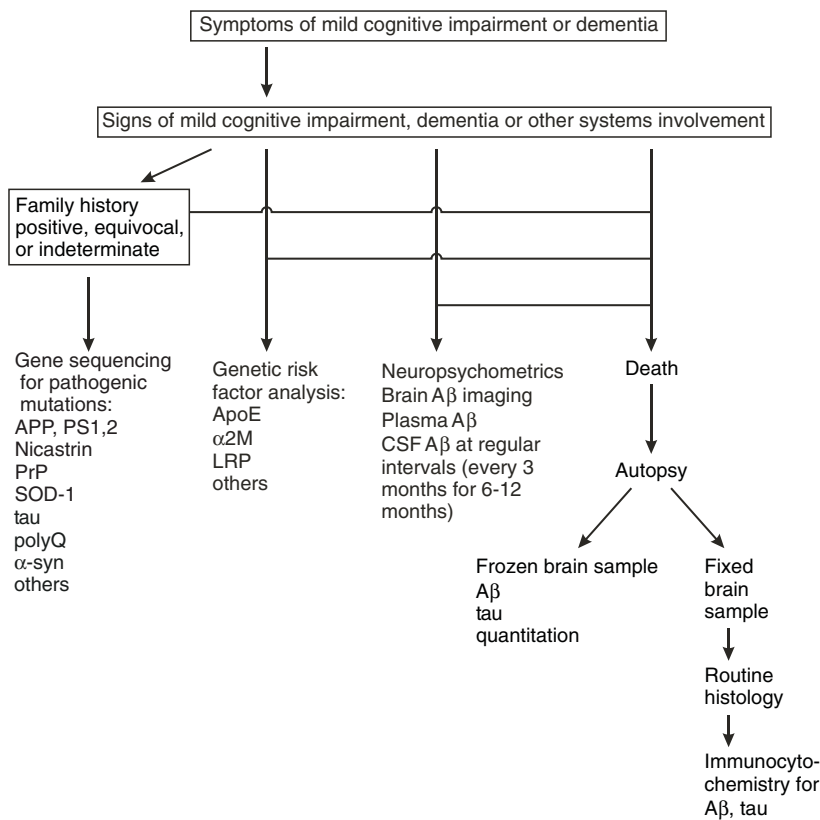 Symptoms of mild cognitive impairment or dementia
Signs of mild cognitive impairment, dementia or other systems involvement
Family history
positive, equivocal,
or indeterminate
Gene sequencing
for pathogenic
mutations:
APP, PS1,2
Nicastrin
PrP
SOD-1
tau
polyQ
α-syn
others
Genetic risk
factor analysis:
ApoE
α2M
LRP
others
Neuropsychometrics
Brain Aβ imaging
Plasma Aβ
CSF Aβ at regular
intervals (every 3
months for 6-12
months)
Death
Autopsy
Frozen brain sample
Aβ
tau
quantitation
Fixed
brain
sample
Routine
histology
Immunocyto-
chemistry for
Aβ, tau